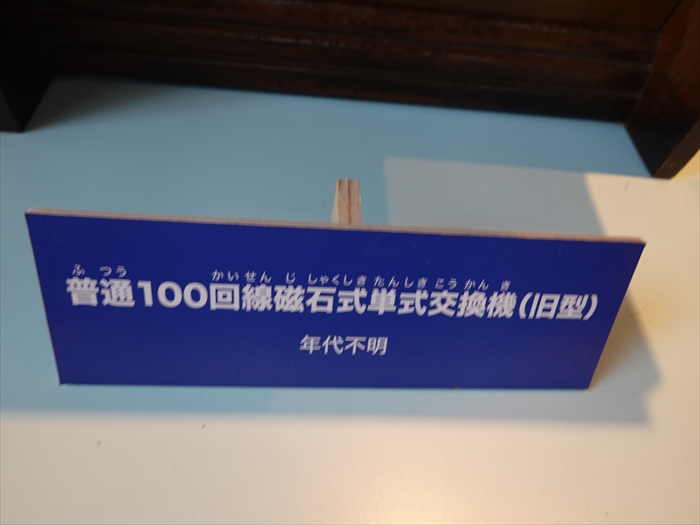 ふ つう かい せん じ しゃくしき たんしき こう かん き
普通100回線磁石式単式交換機(旧型)
年代不明